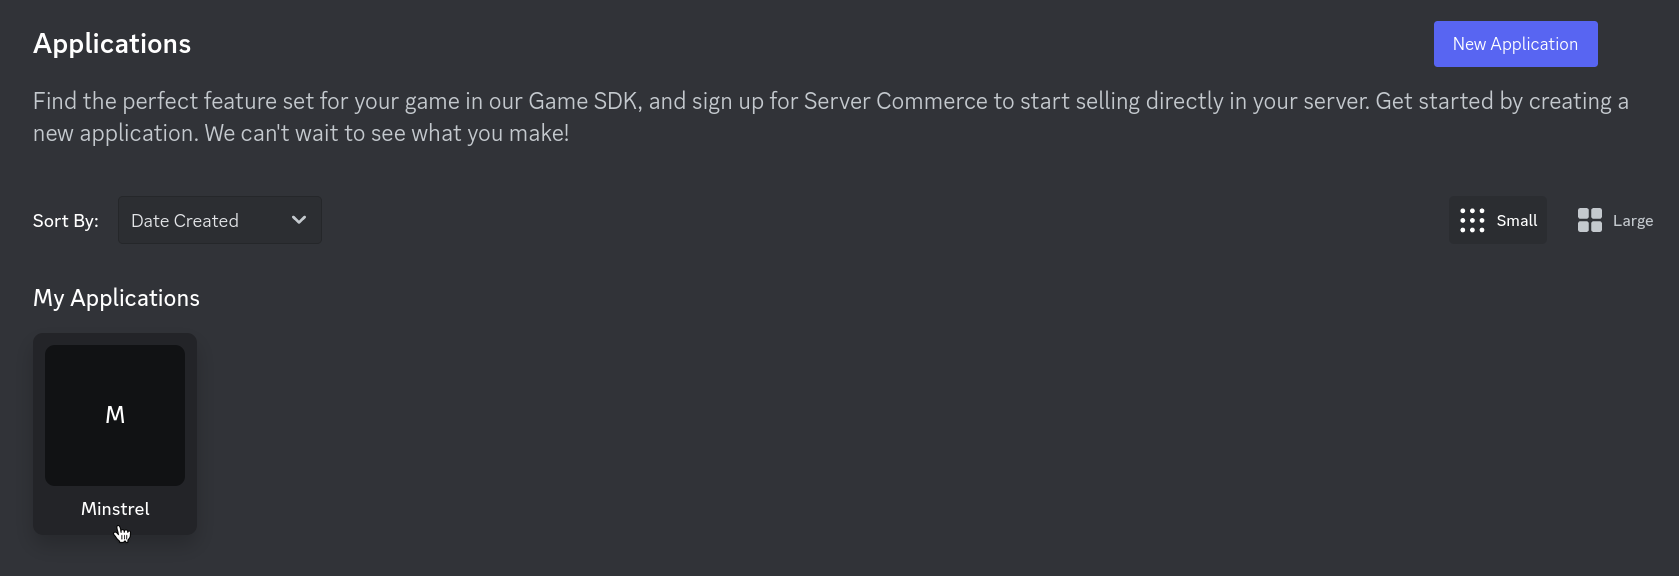 Applications
New Application
Find the perfect feature set for your game in our Game SDK, and sign up for Server Commerce to start selling directly in your server. Get started by creating a
new application. We can't wait to see what you make!
Sort By: Date Created
Small Large
My Applications
M
Minstrel